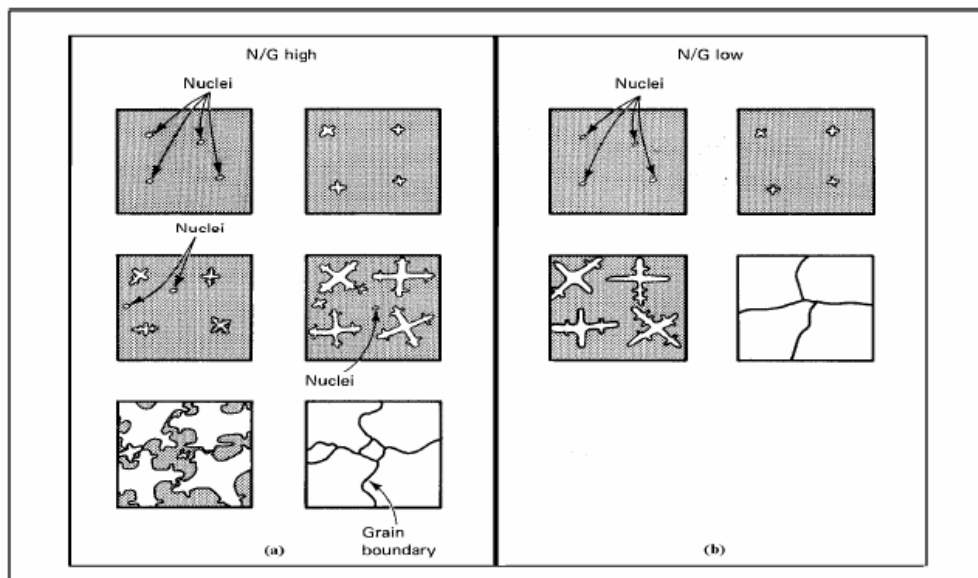 N/G high
Nuclei
Nuclei
Nuclei
Grain
boundary
(a)
N/G low
Nuclei
(b)